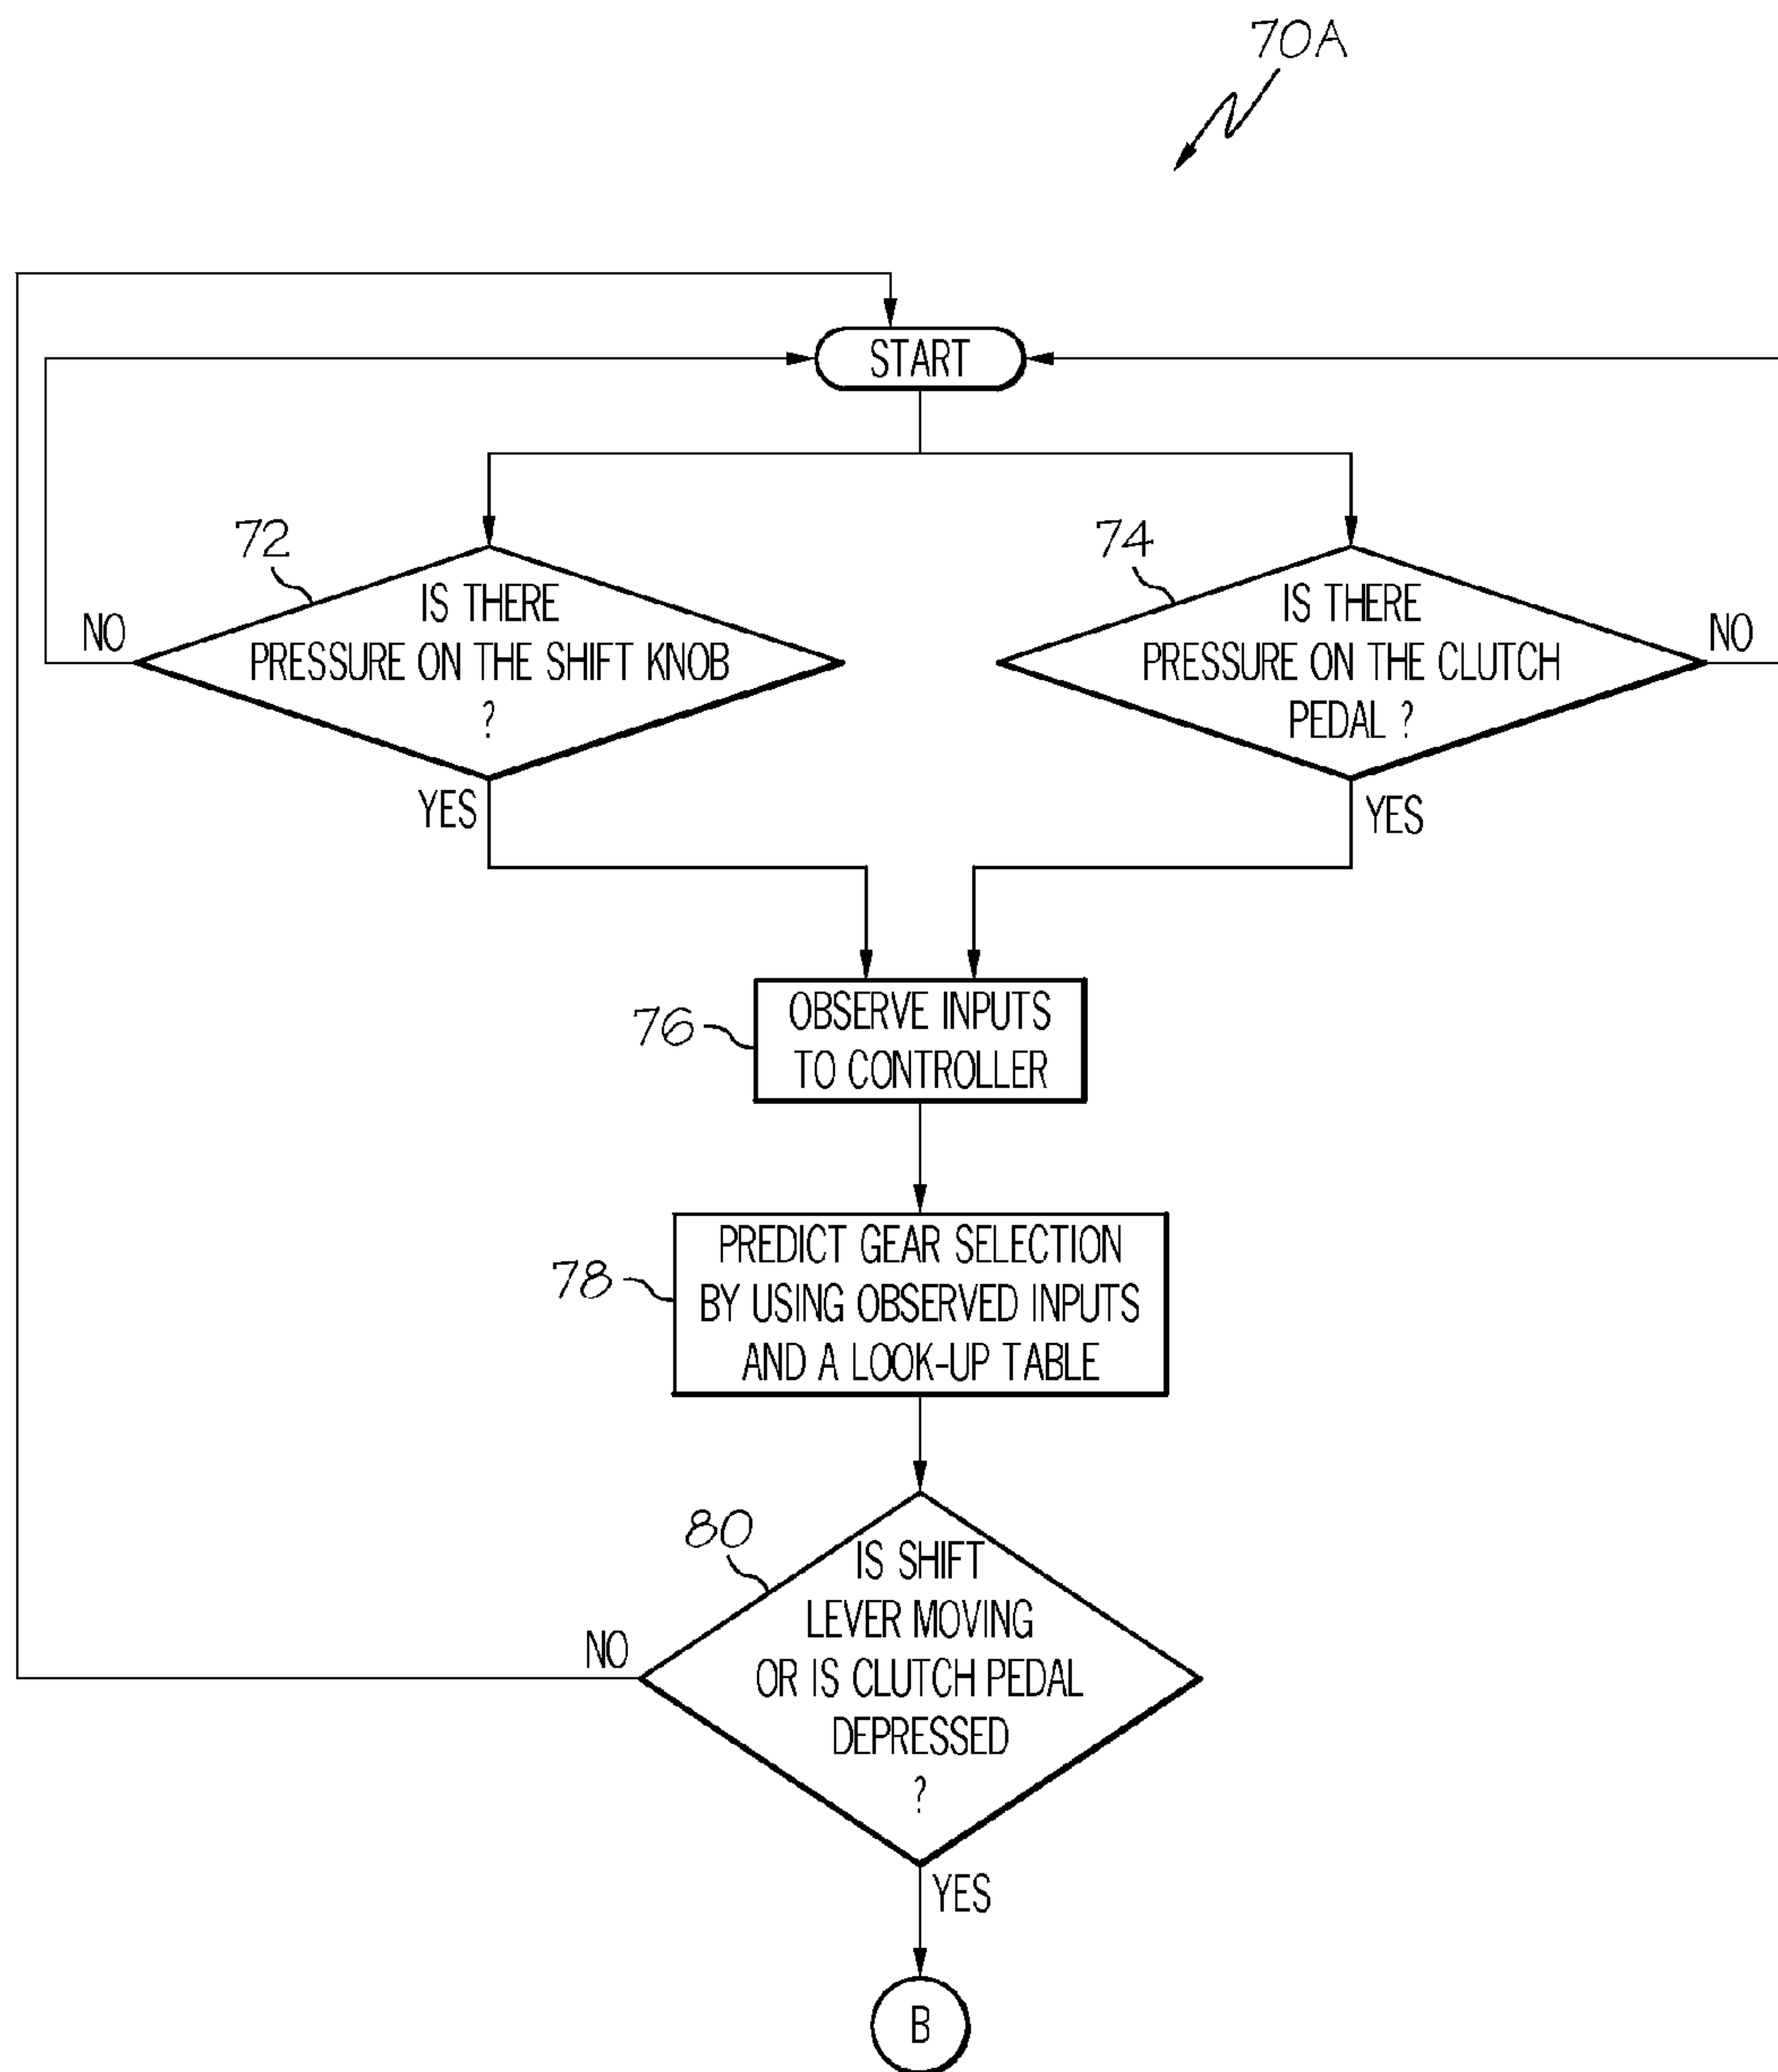 70A
START
72
IS THERE
PRESSURE ON THE SHIFT KNOB
?
NO
YES
74
IS THERE
PRESSURE ON THE CLUTCH
PEDAL ?
NO
YES
76
OBSERVE INPUTS
TO CONTROLLER
78
PREDICT GEAR SELECTION
BY USING OBSERVED INPUTS
AND A LOOK-UP TABLE
80
IS SHIFT
LEVER MOVING
OR IS CLUTCH PEDAL
DEPRESSED
?
NO
YES
B